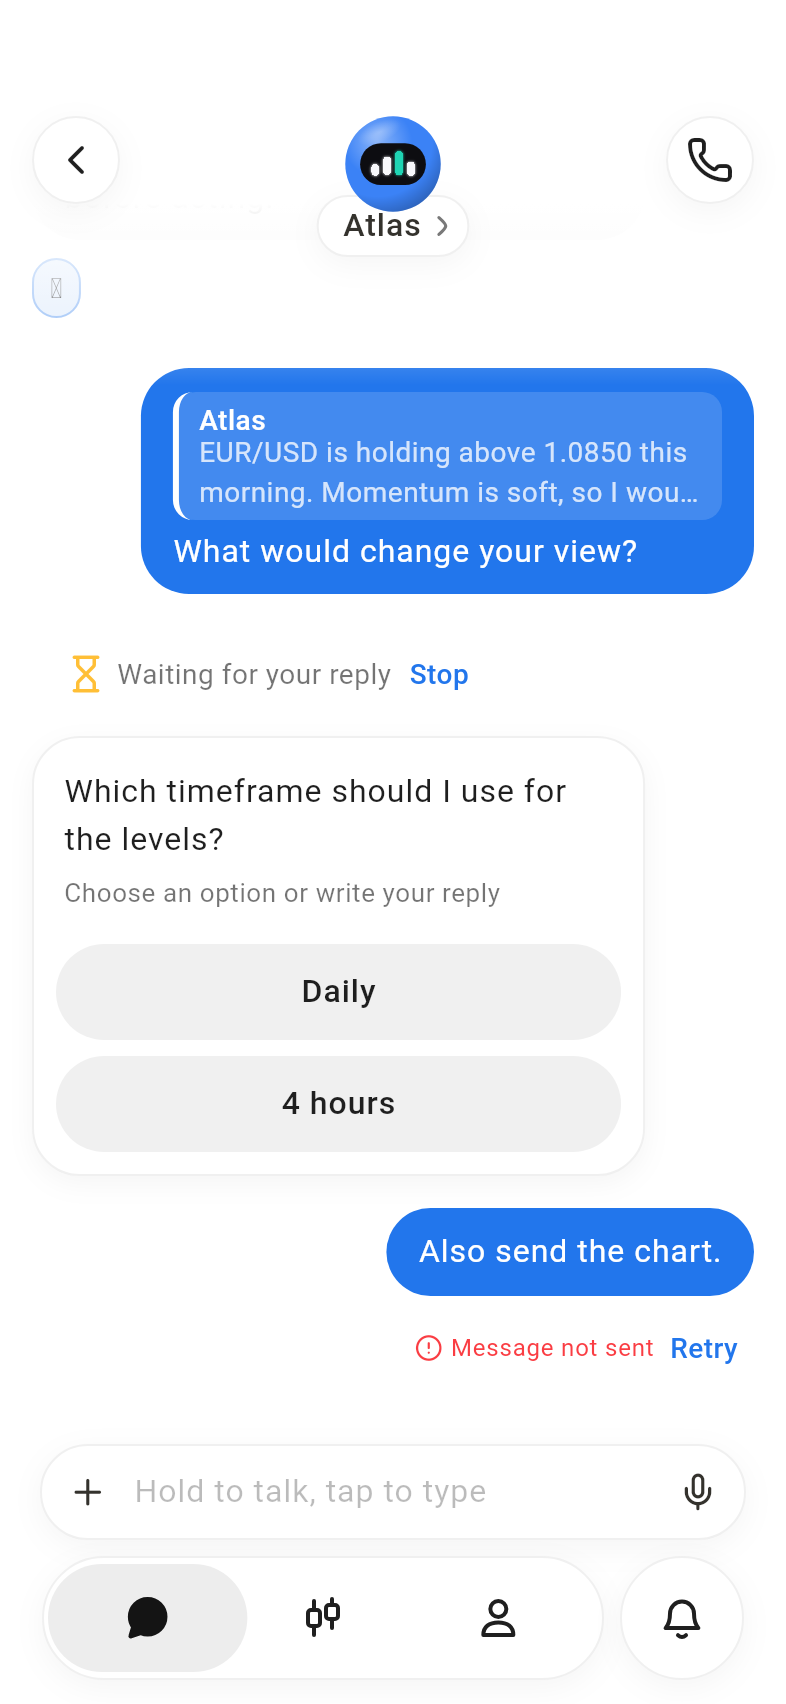 Atlas
Atlas
EUR/USD is holding above 1.0850 this
morning. Momentum is soft, so I wou…
What would change your view?
Waiting for your reply Stop
Which timeframe should I use for
the levels?
Choose an option or write your reply
Daily
4 hours
Also send the chart.
Message not sent Retry
Hold to talk, tap to type